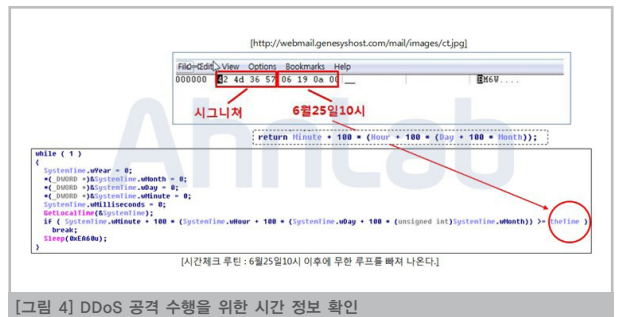 [http://webmail.genesyshost.com/mail/images/ct.jpg]
File Edit View Options Bookmarks Help
000000 42 4d 36 57 06 19 0a 00 __ BM6W....
시그니쳐 6월25일10시
return Minute + 100 * (Hour + 100 * (Day + 100 * Month));
AhnLab
while ( 1 )
{
SystemTime.wYear = 0;
*(_DWORD *)&SystemTime.wMonth = 0;
*(_DWORD *)&SystemTime.wDay = 0;
*(_DWORD *)&SystemTime.wMinute = 0;
SystemTime.wMilliseconds = 0;
GetLocalTime(&SystemTime);
if ( SystemTime.wMinute + 100 * (SystemTime.wHour + 100 * (SystemTime.wDay + 100 * (unsigned int)SystemTime.wMonth)) >= theTime )
break;
Sleep(0xEA60u);
}
[시간체크 루틴 : 6월25일10시 이후에 무한 루프를 빠져 나온다.]
[그림 4] DDoS 공격 수행을 위한 시간 정보 확인